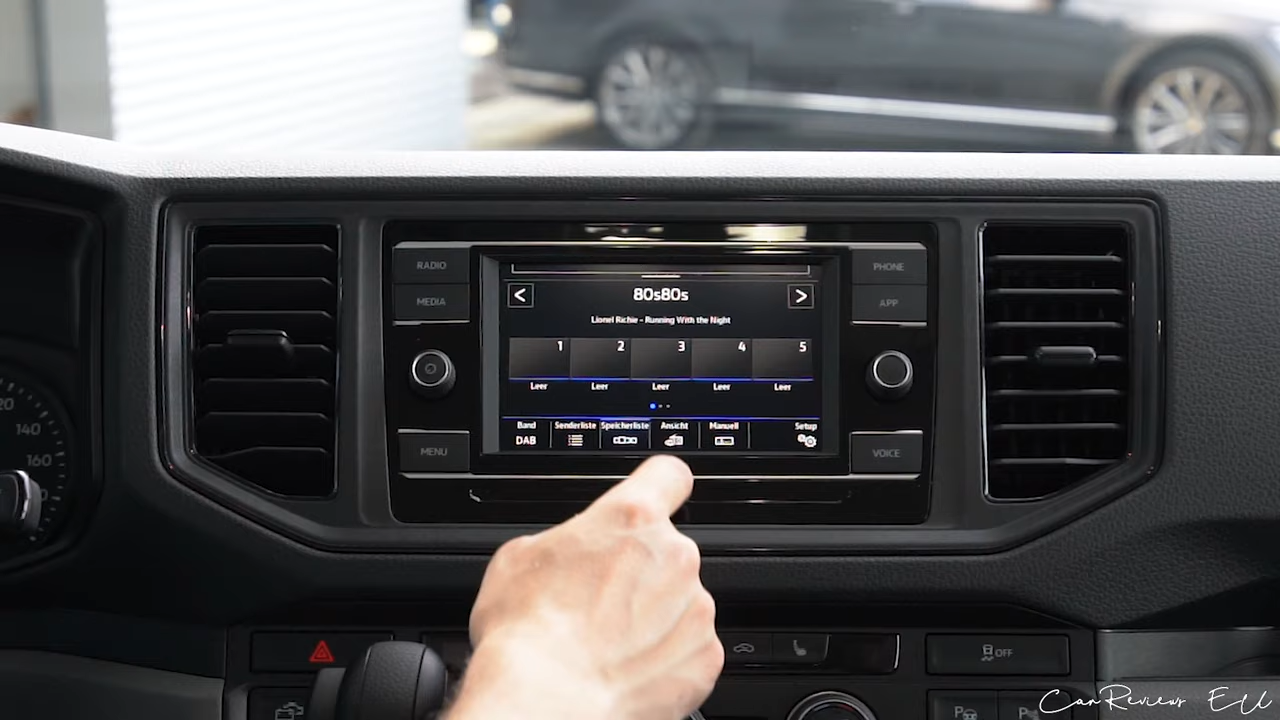 RADIO
MEDIA
MENU
PHONE
APP
VOICE
80s80s
Lionel Richie - Running With the Night
1 2 3 4 5
Leer Leer Leer Leer Leer
Band Senderliste Speicherliste Ansicht Manuell Setup
DAB
140
160
OFF
CarReview EU